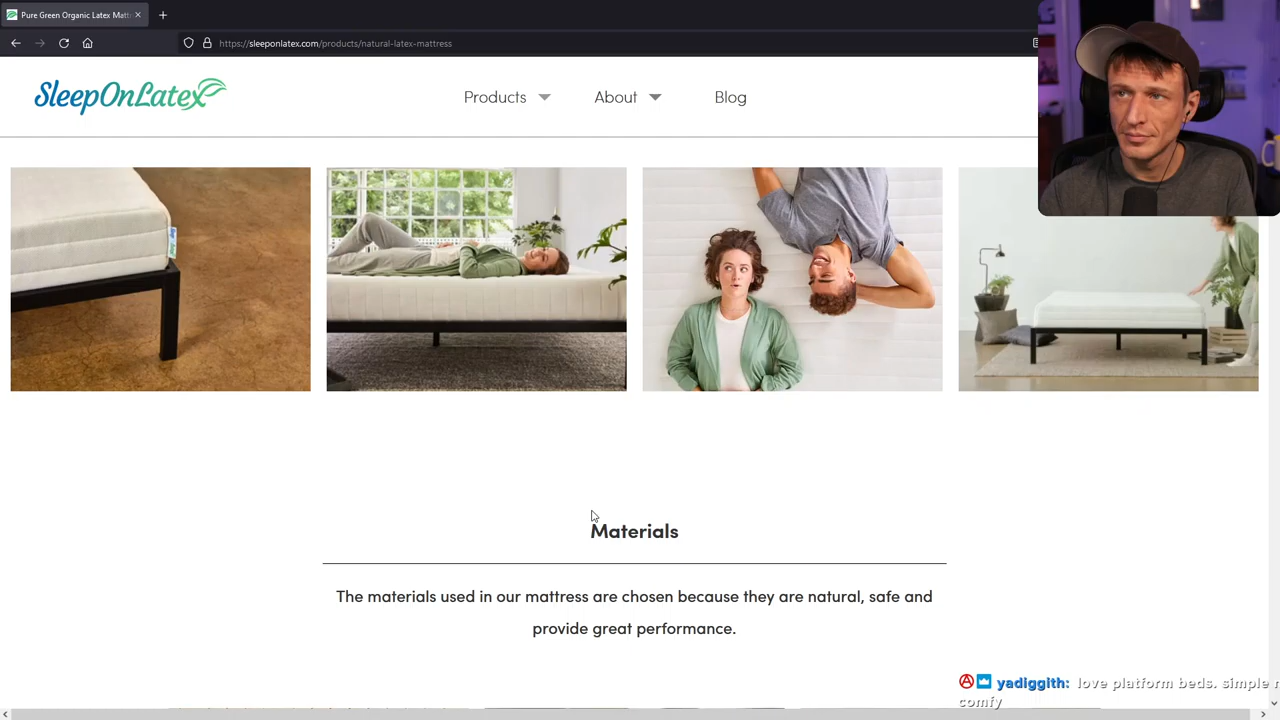 Pure Green Organic Latex Matt
https://sleeponlatex.com/products/natural-latex-mattress
SleepOnLatex
Products
About
Blog
Materials
The materials used in our mattress are chosen because they are natural, safe and
provide great performance.
yadiggith: love platform beds. simple
comfy